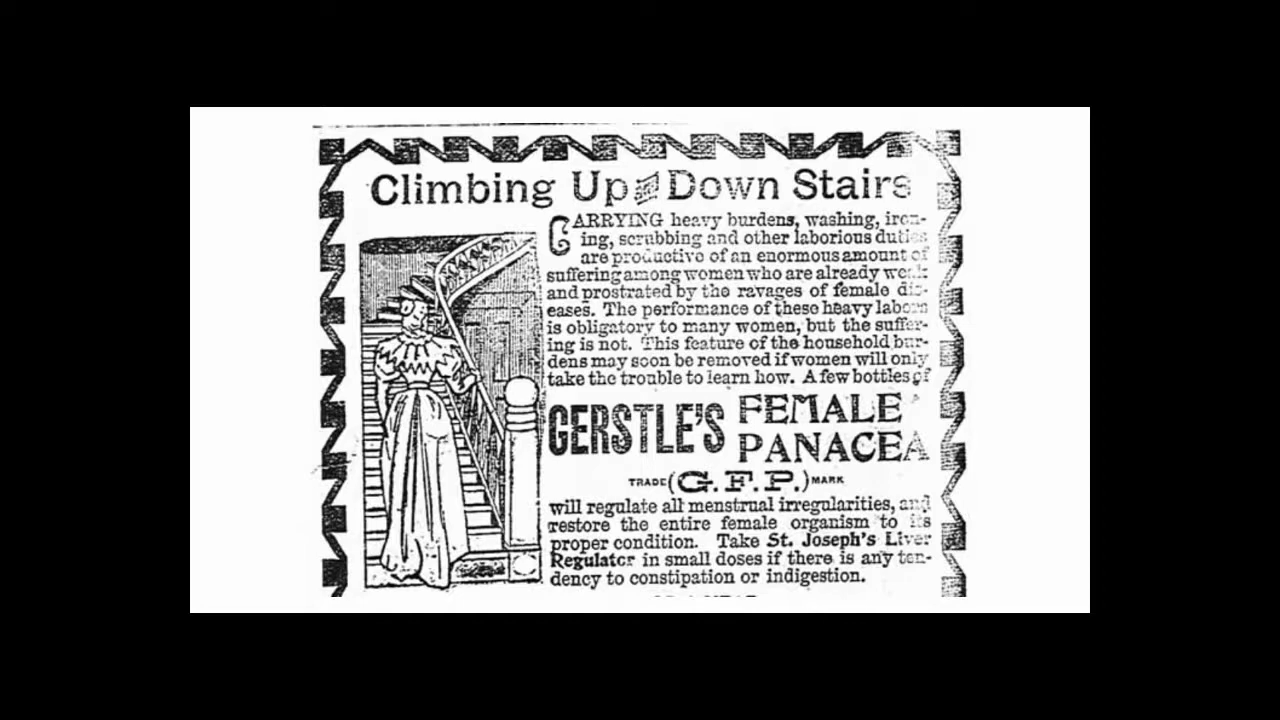 Climbing Up and Down Stairs
CARRYING heavy burdens, washing, iron-
ing, scrubbing and other laborious duties
are productive of an enormous amount of
suffering among women who are already weak
and prostrated by the ravages of female dis-
eases. The performance of these heavy labors
is obligatory to many women, but the suffer-
ing is not. This feature of the household bur-
dens may soon be removed if women will only
take the trouble to learn how. A few bottles of
GERSTLE'S FEMALE PANACEA
TRADE (G. F. P.) MARK
will regulate all menstrual irregularities, and
restore the entire female organism to its
proper condition. Take St. Joseph's Liver
Regulator in small doses if there is any ten-
dency to constipation or indigestion.